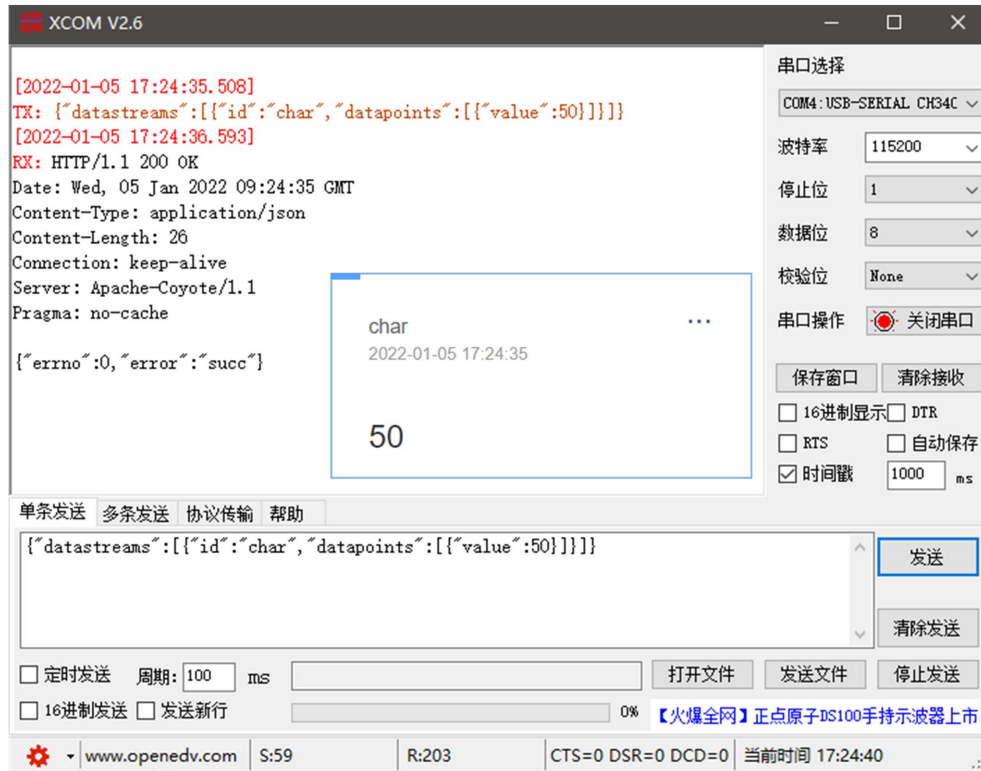 XCOM V2.6
[2022-01-05 17:24:35.508]
TX: {"datastreams":[{"id":"char","datapoints":[{"value":50}]}]}
[2022-01-05 17:24:36.593]
RX: HTTP/1.1 200 OK
Date: Wed, 05 Jan 2022 09:24:35 GMT
Content-Type: application/json
Content-Length: 26
Connection: keep-alive
Server: Apache-Coyote/1.1
Pragma: no-cache
{"errno":0,"error":"succ"}
char
...
2022-01-05 17:24:35
50
串口选择
COM4:USB-SERIAL CH340
波特率 115200
停止位 1
数据位 8
校验位 None
串口操作 关闭串口
保存窗口 清除接收
16进制显示 DTR
RTS 自动保存
时间戳 1000 ms
单条发送 多条发送 协议传输 帮助
{"datastreams":[{"id":"char","datapoints":[{"value":50}]}]}
发送
清除发送
定时发送 周期: 100 ms 打开文件 发送文件 停止发送
16进制发送 发送新行 0% 【火爆全网】正点原子DS100手持示波器上市
www.openedv.com S:59 R:203 CTS=0 DSR=0 DCD=0 当前时间 17:24:40